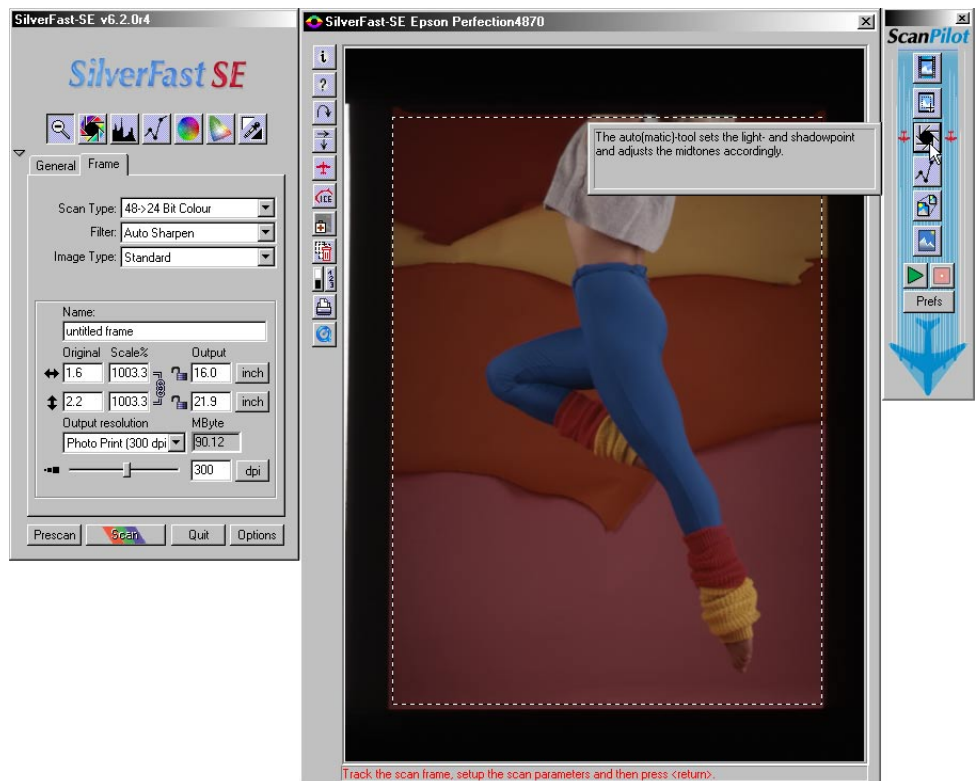 SilverFast-SE v6.2.0r4
SilverFast SE
General Frame
Scan Type: 48->24 Bit Colour
Filter: Auto Sharpen
Image Type: Standard
Name:
untitled frame
Original Scale% Output
1.6 1003.3 16.0 inch
2.2 1003.3 21.9 inch
Output resolution MByte
Photo Print (300 dpi 90.12
300 dpi
Prescan Scan Quit Options
SilverFast-SE Epson Perfection4870
i
?
ICE
1
2
3
The auto(matic)-tool sets the light- and shadowpoint
and adjusts the midtones accordingly.
Track the scan frame, setup the scan parameters and then press <return>.
ScanPilot
Prefs